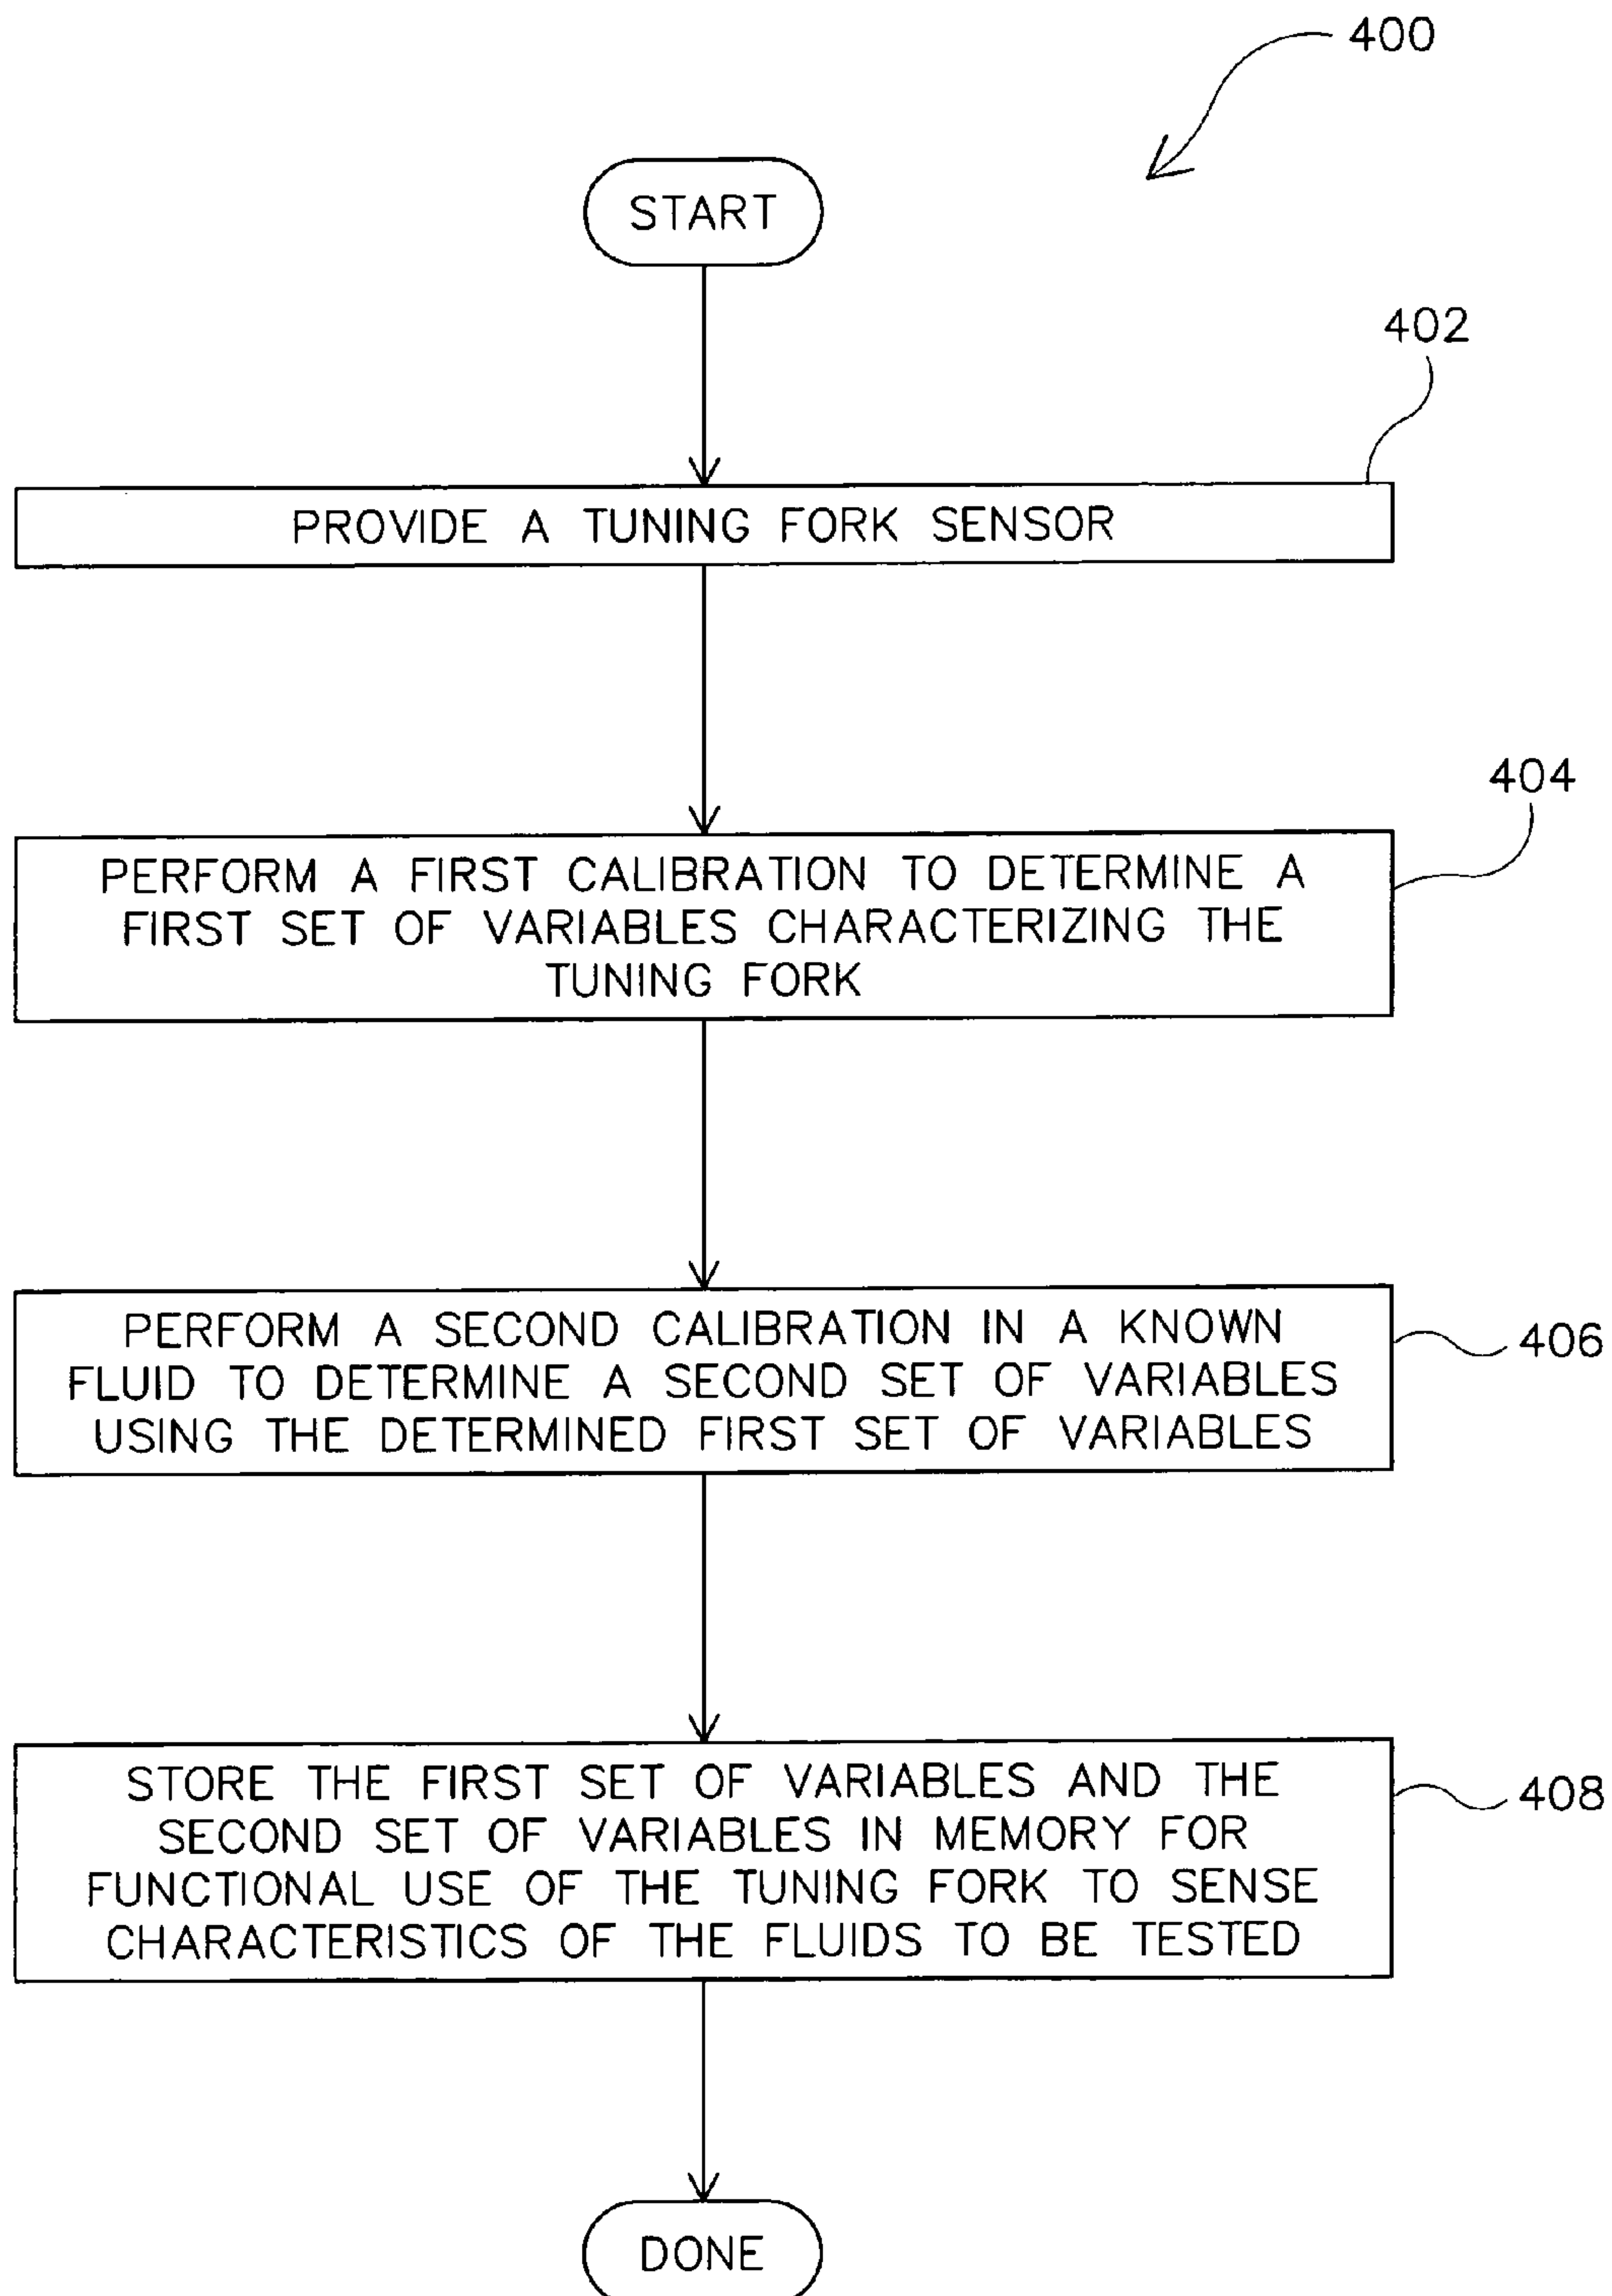 400
START
402
PROVIDE A TUNING FORK SENSOR
404
PERFORM A FIRST CALIBRATION TO DETERMINE A
FIRST SET OF VARIABLES CHARACTERIZING THE
TUNING FORK
PERFORM A SECOND CALIBRATION IN A KNOWN
FLUID TO DETERMINE A SECOND SET OF VARIABLES
USING THE DETERMINED FIRST SET OF VARIABLES
406
STORE THE FIRST SET OF VARIABLES AND THE
SECOND SET OF VARIABLES IN MEMORY FOR
FUNCTIONAL USE OF THE TUNING FORK TO SENSE
CHARACTERISTICS OF THE FLUIDS TO BE TESTED
408
DONE